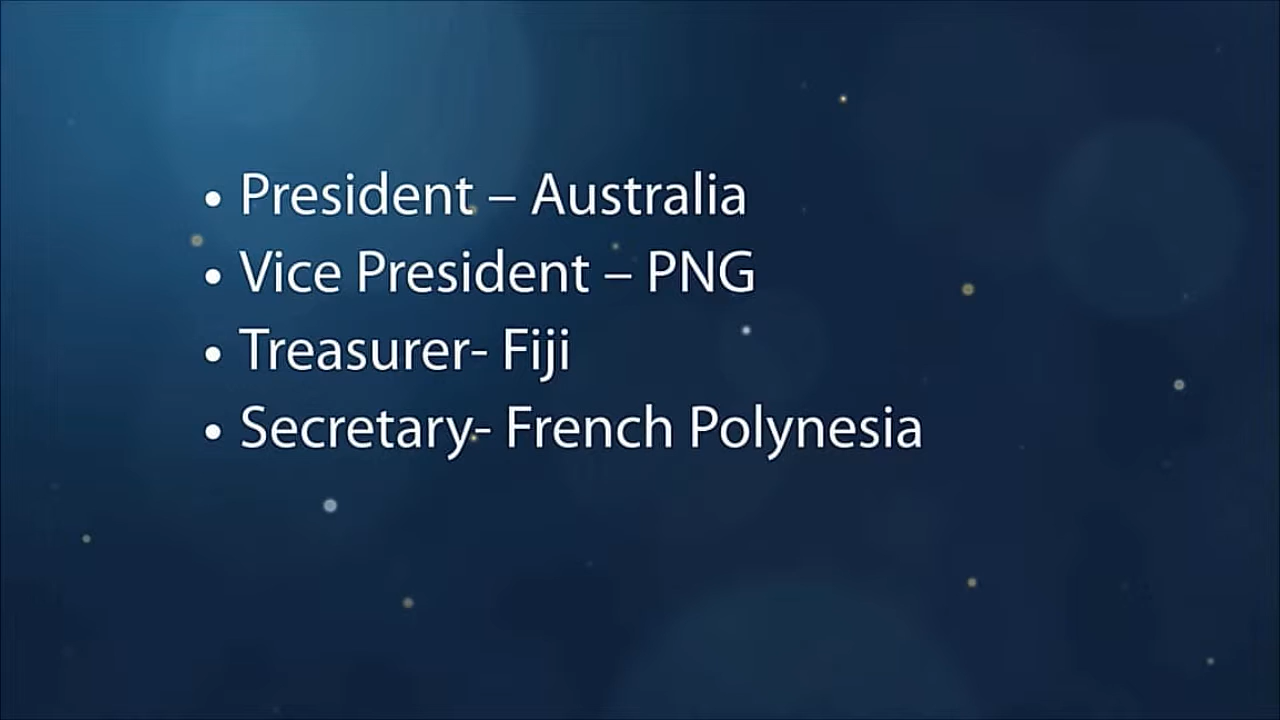 • President – Australia
• Vice President – PNG
• Treasurer- Fiji
• Secretary- French Polynesia